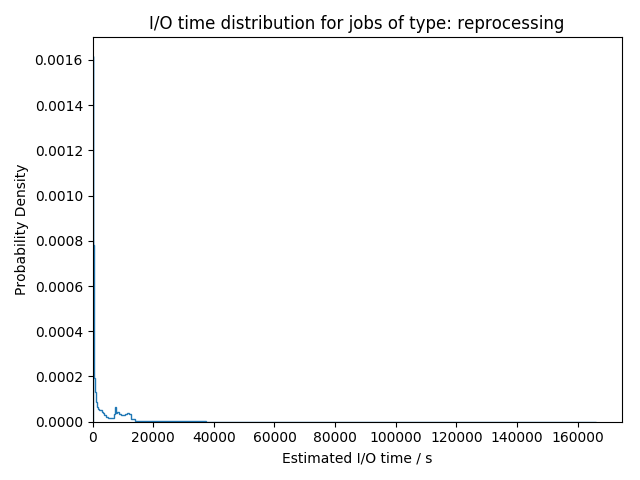 I/O time distribution for jobs of type: reprocessing
0.0016
0.0014
0.0012
0.0010
0.0008
0.0006
0.0004
0.0002
0.0000
Probability Density
0 20000 40000 60000 80000 100000 120000 140000 160000
Estimated I/O time / s